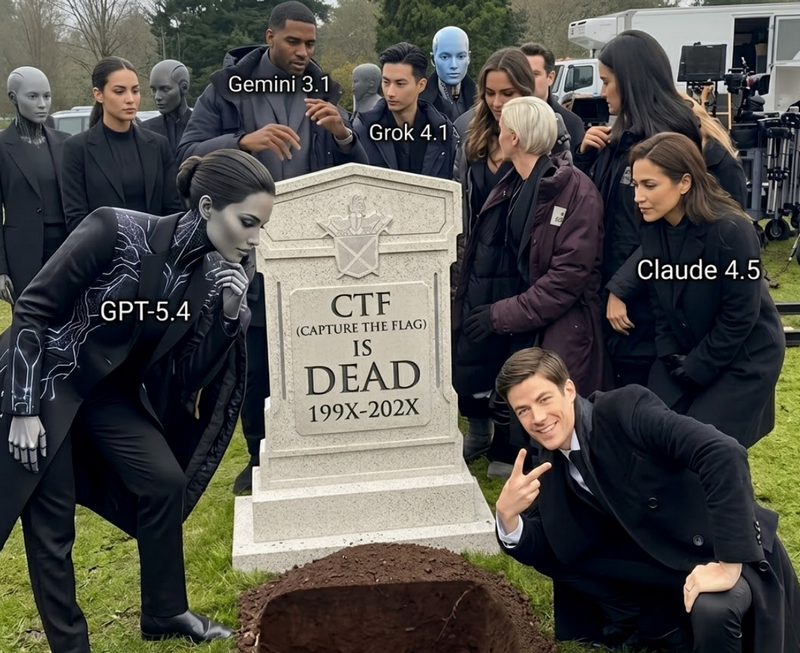 Gemini 3.1
Grok 4.1
Claude 4.5
GPT-5.4
CTF
(CAPTURE THE FLAG)
IS
DEAD
199X-202X